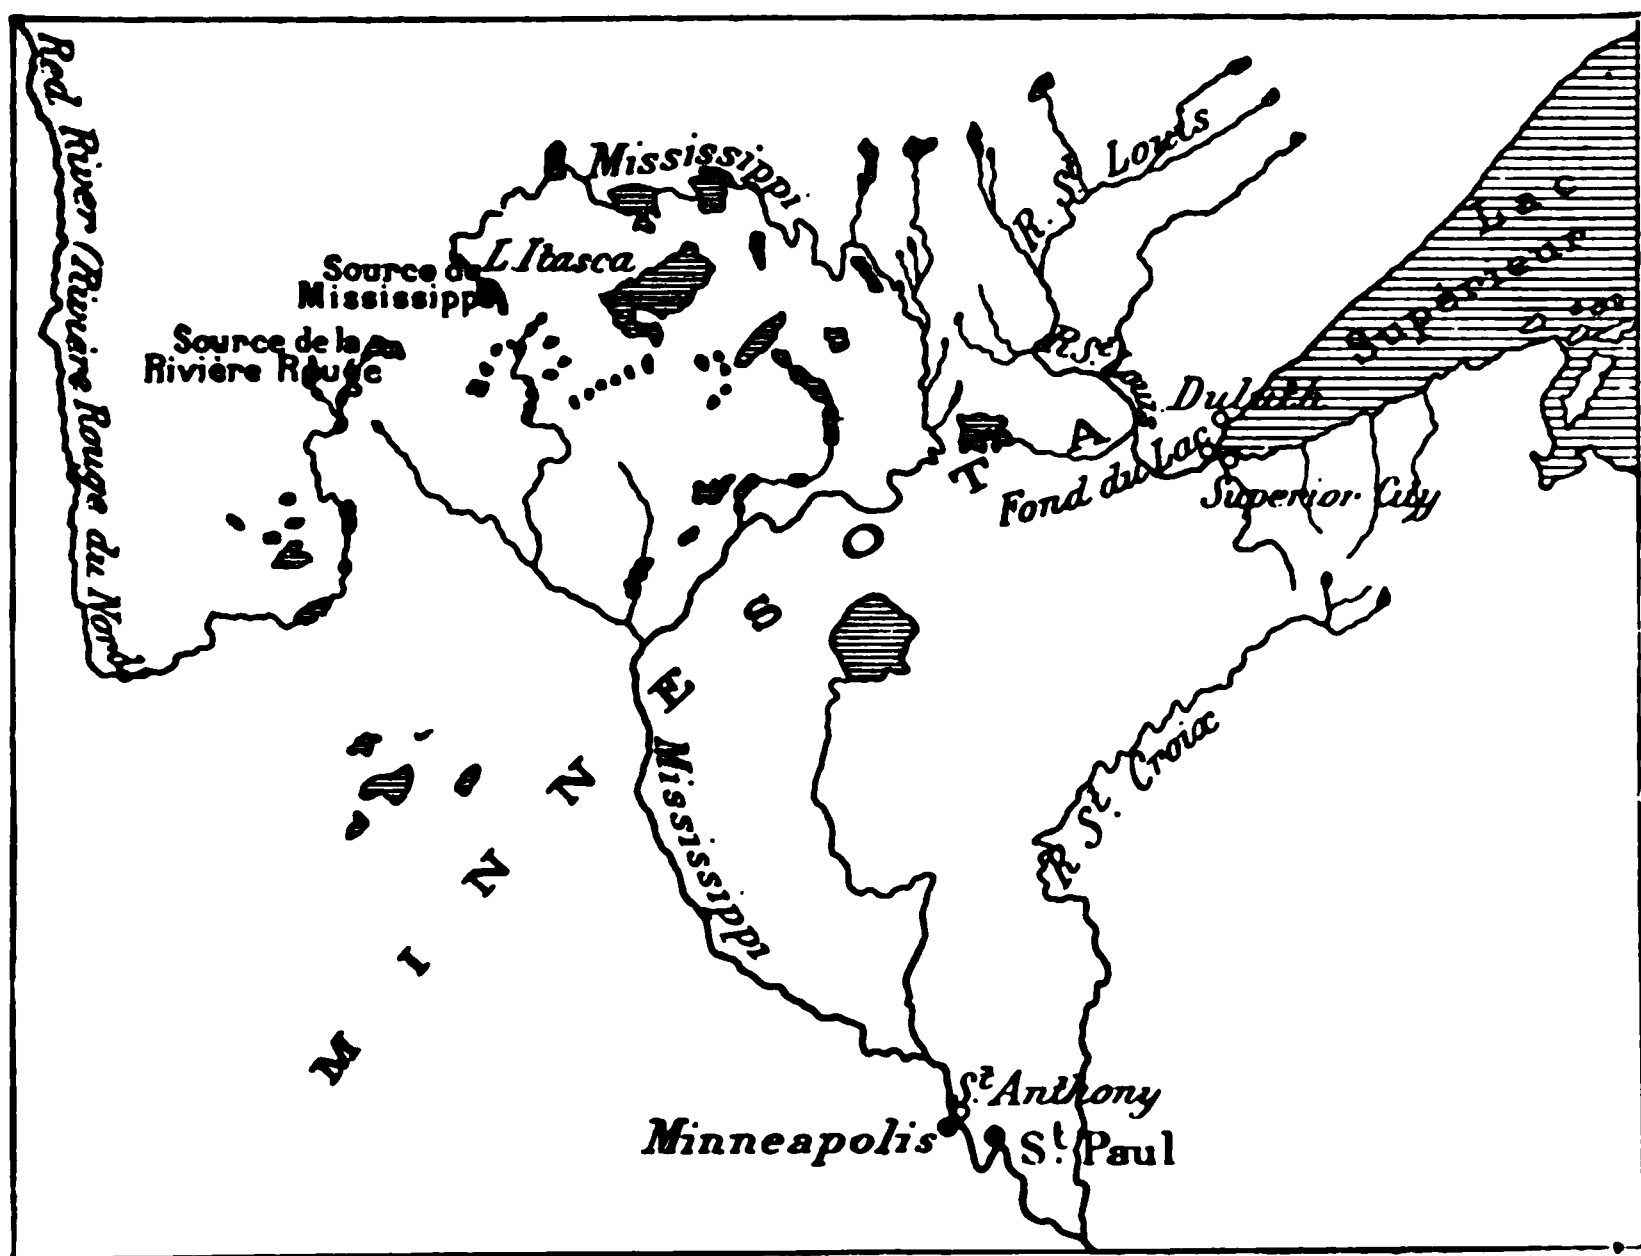 Red River (Rivière Rouge du Nord)
Mississippi
R. St. Louis
Lac
Supérieur
L Itasca
Source du
Mississippi
Source de la
Rivière Rouge
R. St. Louis
Duluth
Fond du Lac
Superior City
MINNESOTA
Mississippi
R St. Croix
St. Anthony
Minneapolis
St. Paul